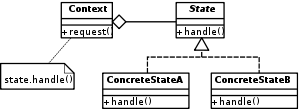 Context
State
+request()
+handle()
state.handle()
ConcreteStateA
ConcreteStateB
+handle()
+handle()